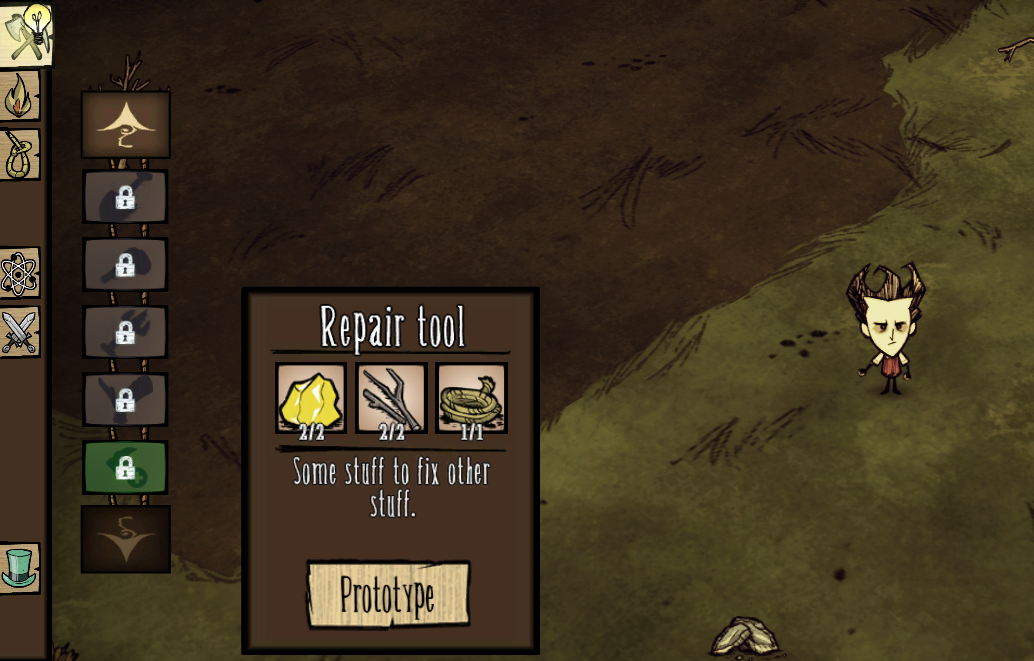 Repair tool
2/2 2/2 1/1
Some stuff to fix other
stuff.
Prototype